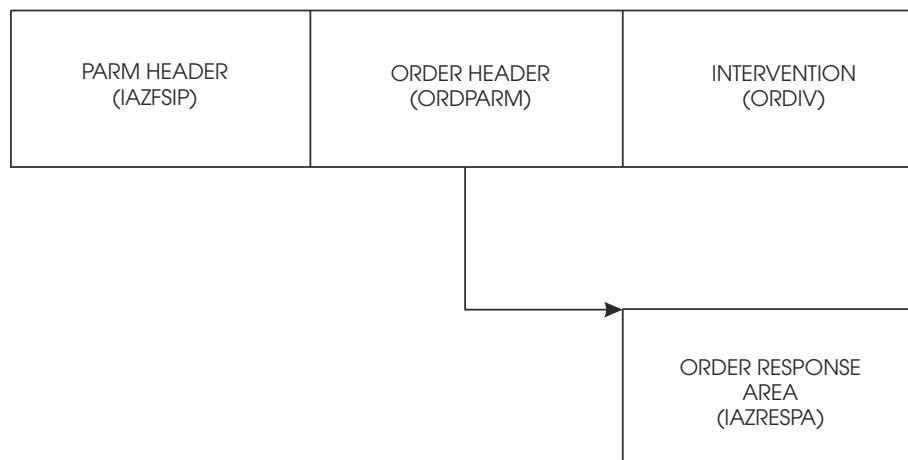 PARM HEADER
(IAZFSIP)
ORDER HEADER
(ORDPARM)
INTERVENTION
(ORDIV)
ORDER RESPONSE
AREA
(IAZRESPA)